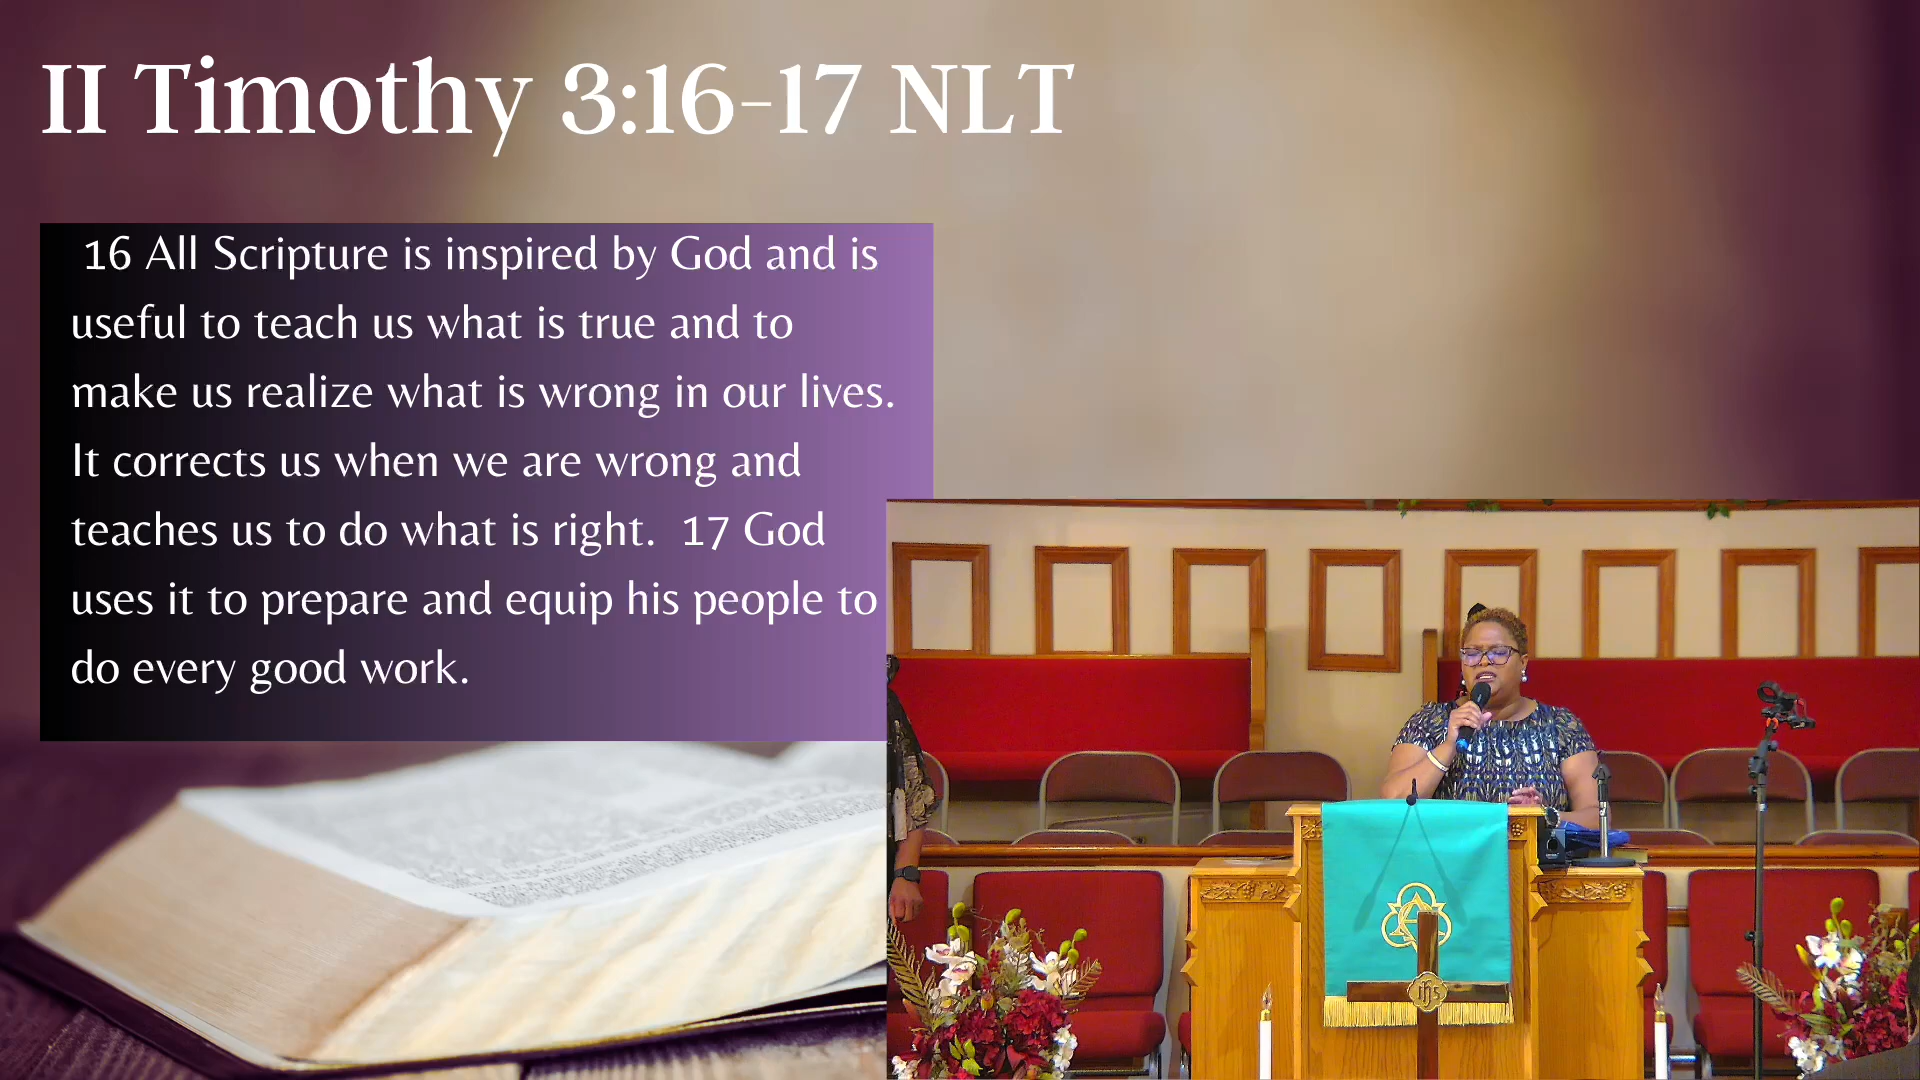 II Timothy 3:16-17 NLT
16 All Scripture is inspired by God and is
useful to teach us what is true and to
make us realize what is wrong in our lives.
It corrects us when we are wrong and
teaches us to do what is right. 17 God
uses it to prepare and equip his people to
do every good work.
ihs